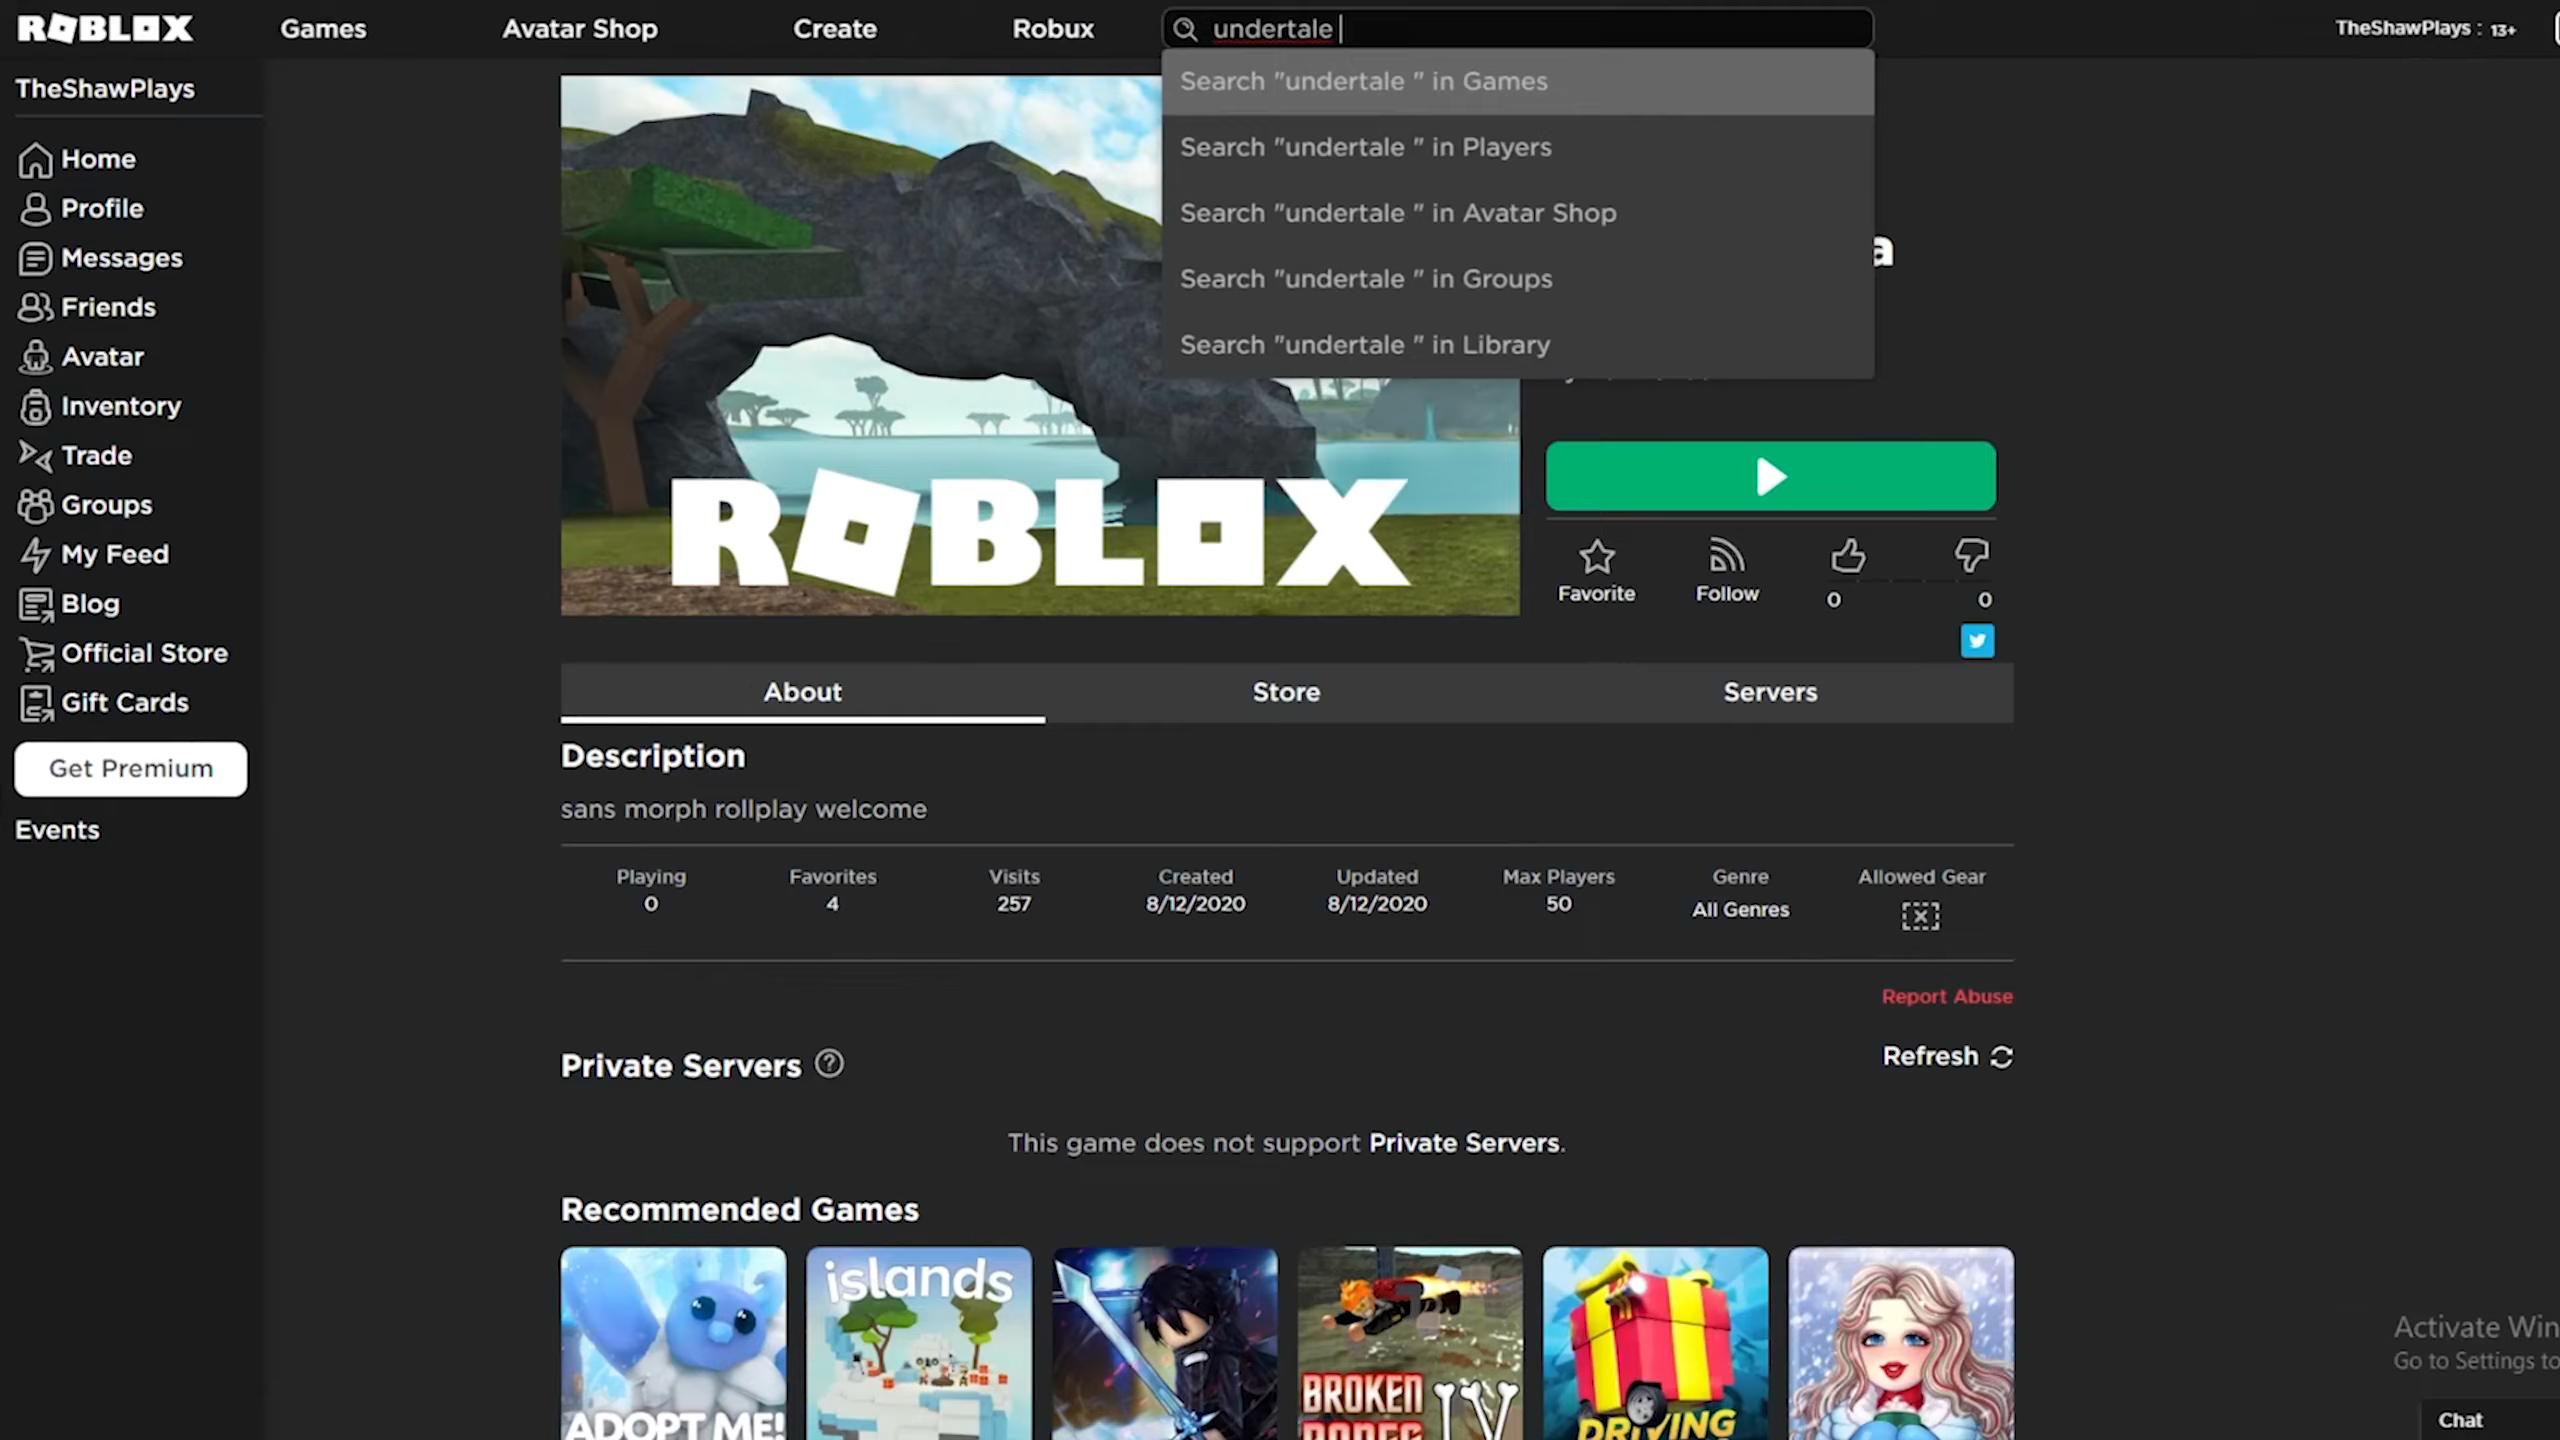 ROBLOX Games Avatar Shop Create Robux undertale TheShawPlays : 13+
Search "undertale " in Games
Search "undertale " in Players
Search "undertale " in Avatar Shop
Search "undertale " in Groups
Search "undertale " in Library
TheShawPlays
Home
Profile
Messages
Friends
Avatar
Inventory
Trade
Groups
My Feed
Blog
Official Store
Gift Cards
Get Premium
Events
a
ROBLOX
Favorite Follow 0 0
About Store Servers
Description
sans morph rollplay welcome
Playing Favorites Visits Created Updated Max Players Genre Allowed Gear
0 4 257 8/12/2020 8/12/2020 50 All Genres
Report Abuse
Private Servers
Refresh
This game does not support Private Servers.
Recommended Games
ADOPT ME!
islands
BROKEN
BONES IV
DRIVING
Activate Win
Go to Settings to
Chat